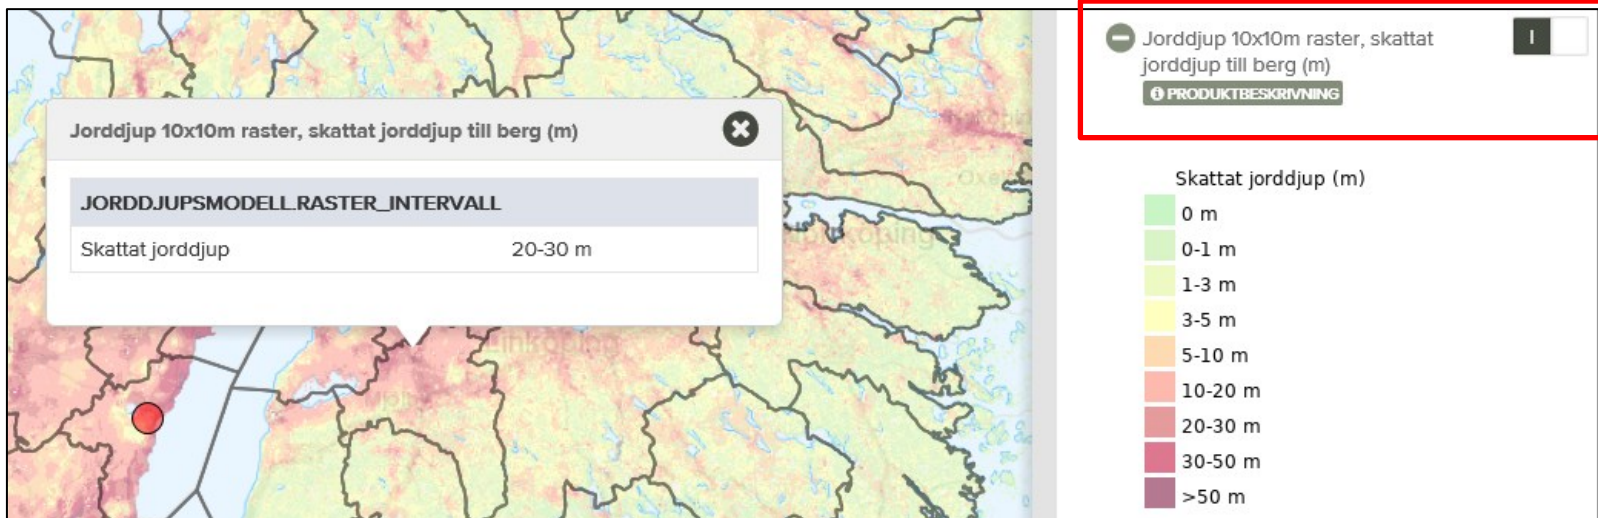 Jorddjup 10x10m raster, skattat jorddjup till berg (m)
JORDDJUPSMODELL.RASTER_INTERVALL
Skattat jorddjup 20-30 m
Linköping
Jorddjup 10x10m raster, skattat
jorddjup till berg (m)
PRODUKTBESKRIVNING
Skattat jorddjup (m)
0 m
0-1 m
1-3 m
3-5 m
5-10 m
10-20 m
20-30 m
30-50 m
>50 m